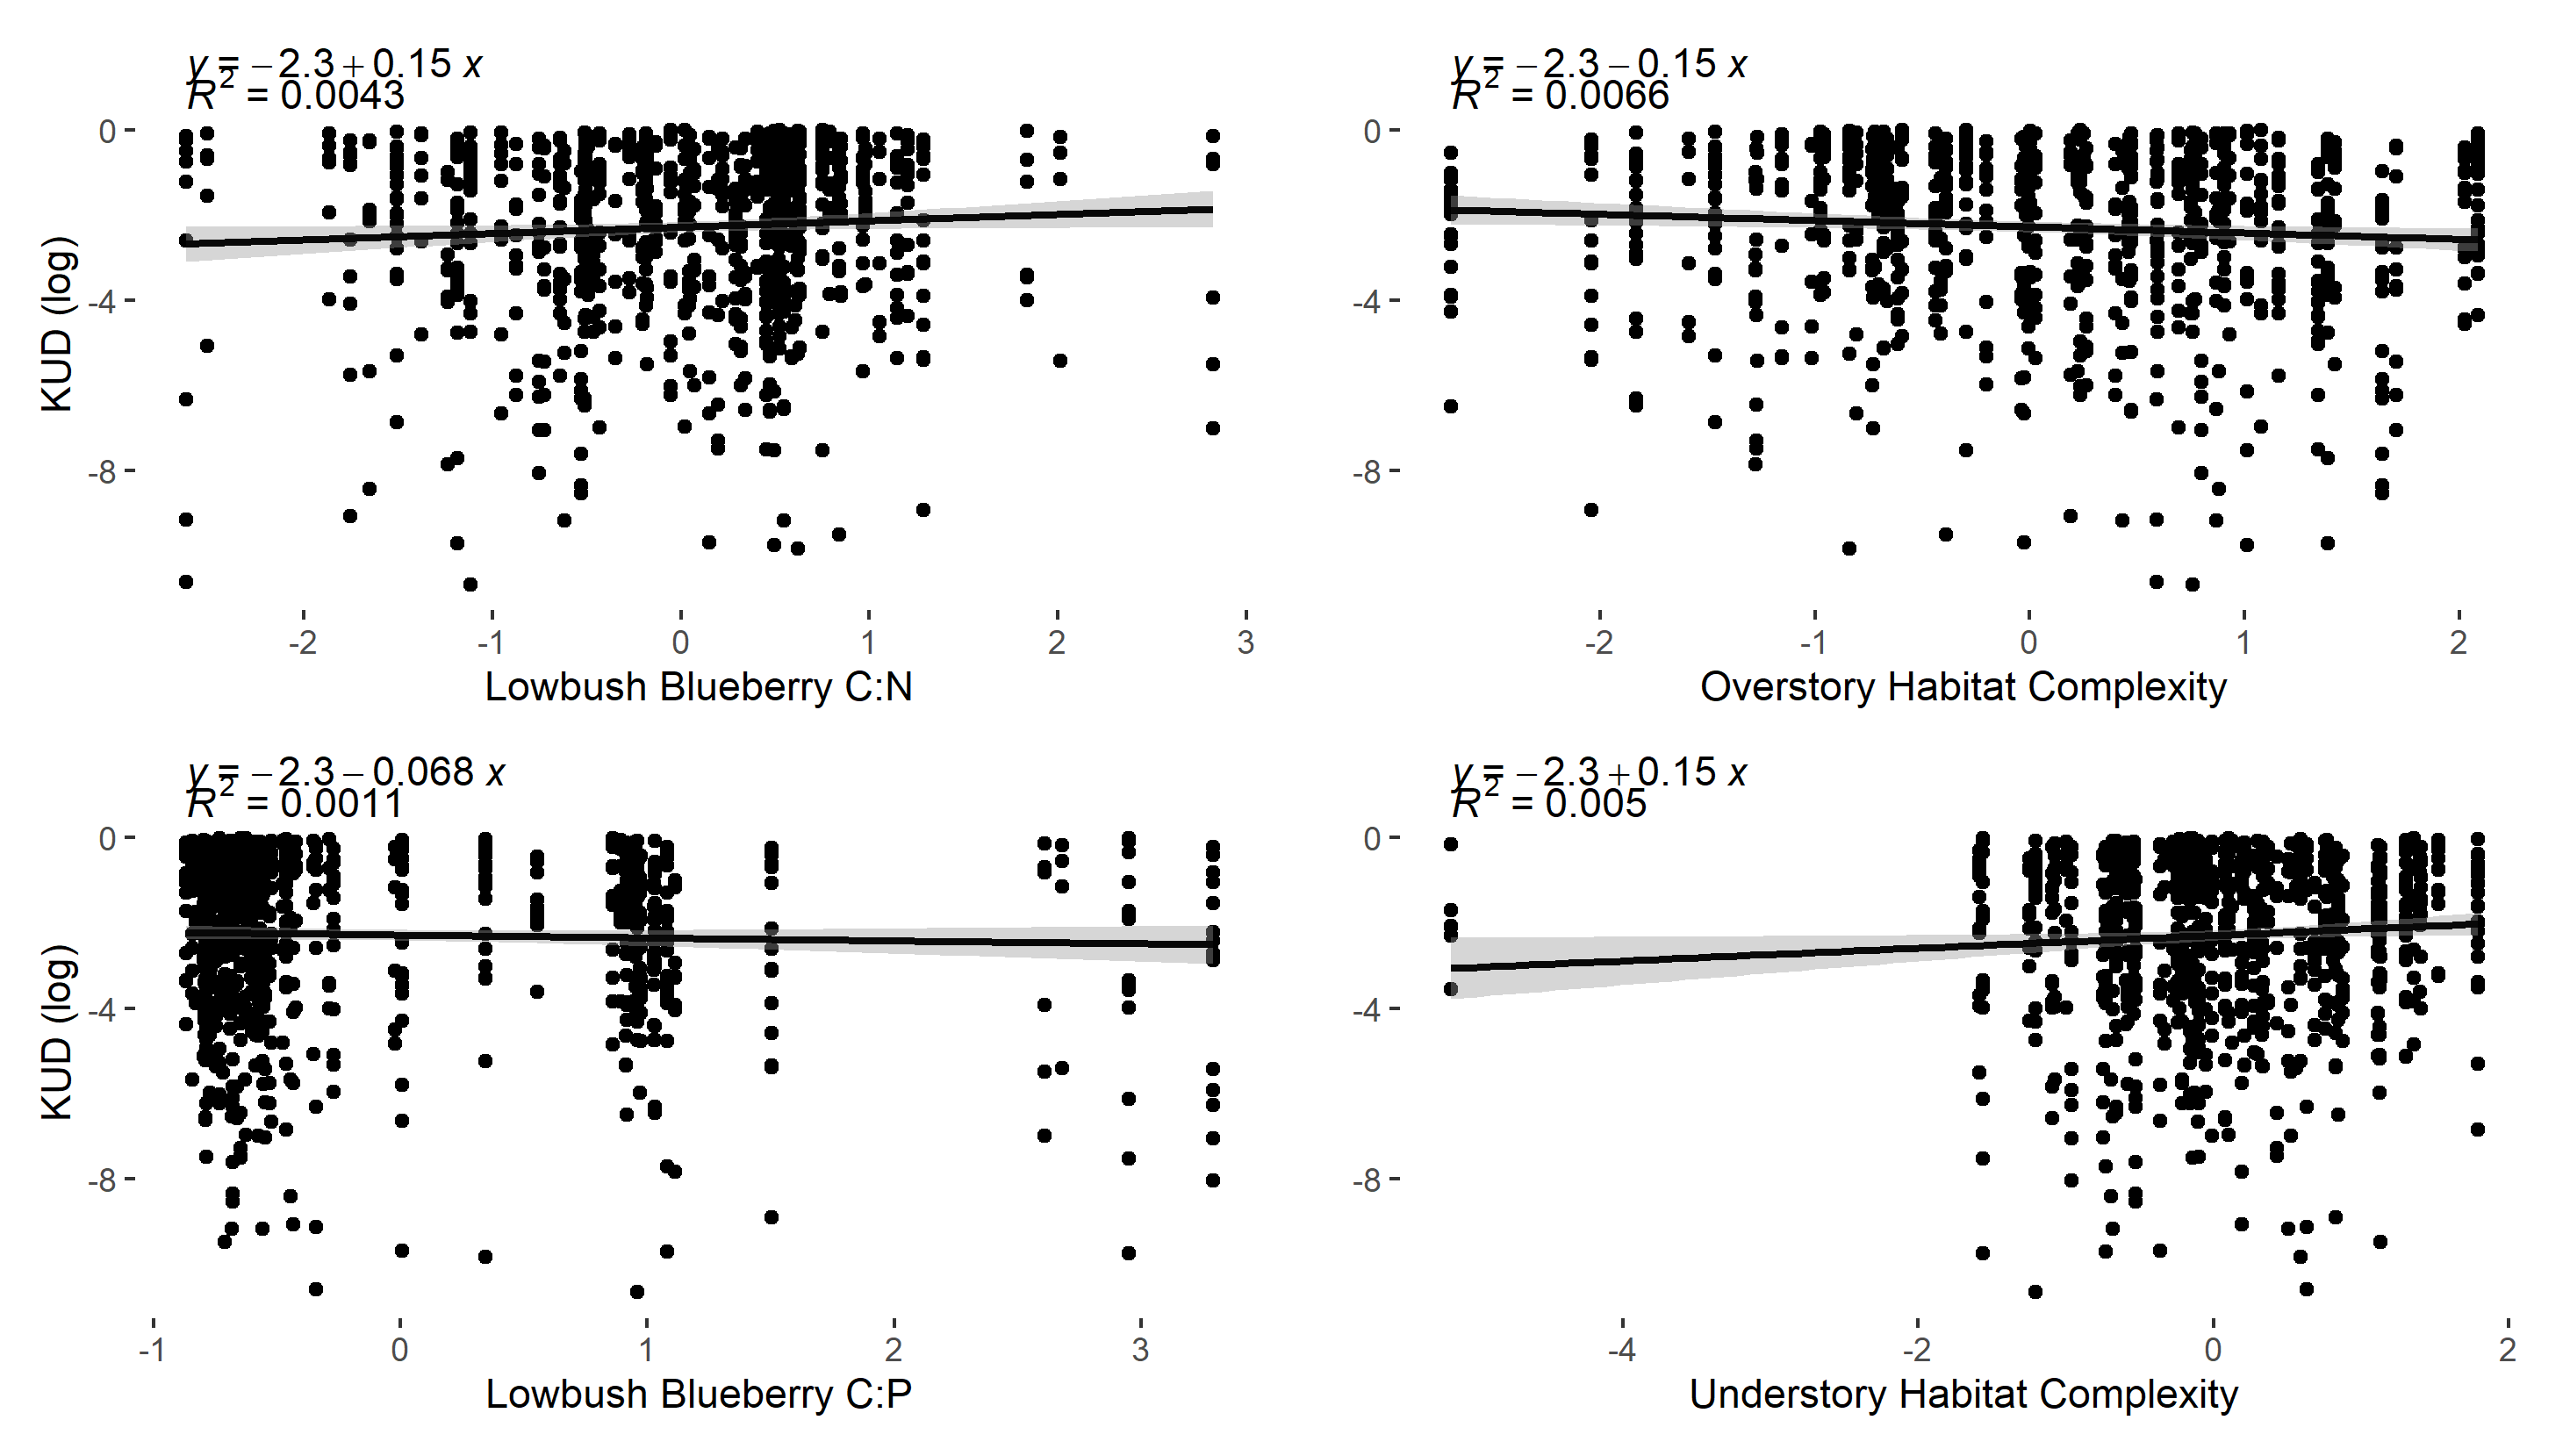 y = −2.3 + 0.15 x
R² = 0.0043
KUD (log)
0
-4
-8
-2 -1 0 1 2 3
Lowbush Blueberry C:N
y = −2.3 − 0.15 x
R² = 0.0066
0
-4
-8
-2 -1 0 1 2
Overstory Habitat Complexity
y = −2.3 − 0.068 x
R² = 0.0011
KUD (log)
0
-4
-8
-1 0 1 2 3
Lowbush Blueberry C:P
y = −2.3 + 0.15 x
R² = 0.005
0
-4
-8
-4 -2 0 2
Understory Habitat Complexity